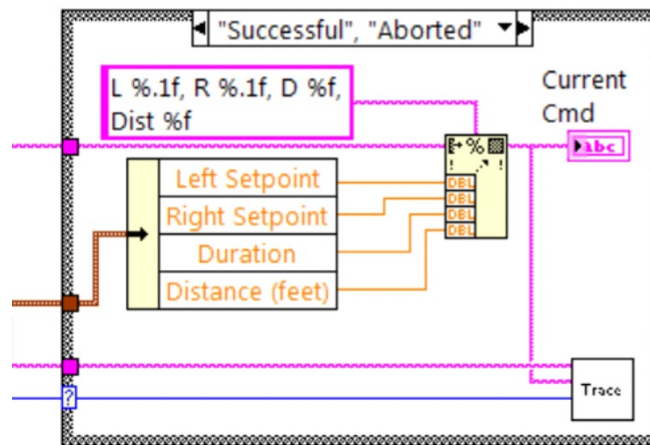 "Successful", "Aborted"
L %.1f, R %.1f, D %f,
Dist %f
Current
Cmd
abc
%
! !
Left Setpoint
DBL
Right Setpoint
DBL
Duration
DBL
Distance (feet)
DBL
Trace
?